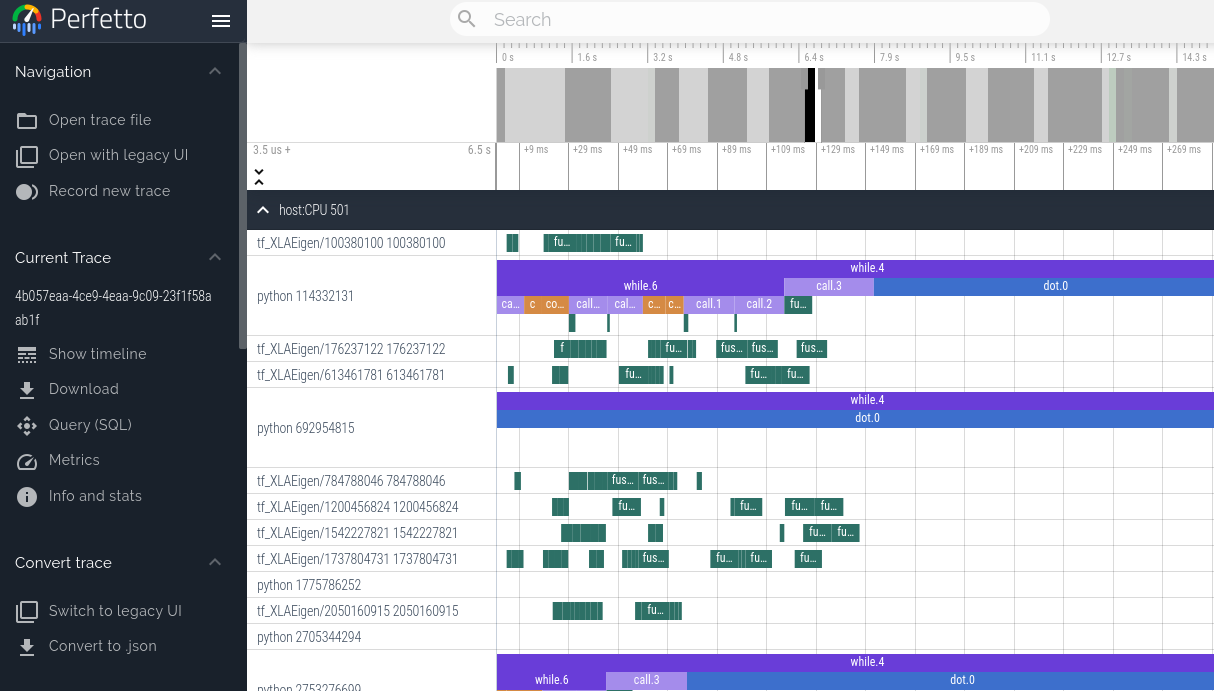 Perfetto
Search
Navigation
Open trace file
Open with legacy UI
Record new trace
Current Trace
4b057eaa-4ce9-4eaa-9c09-23f1f58a
ab1f
Show timeline
Download
Query (SQL)
Metrics
Info and stats
Convert trace
Switch to legacy UI
Convert to .json
0 s 1.6 s 3.2 s 4.8 s 6.4 s 7.9 s 9.5 s 11.1 s 12.7 s 14.3 s
3.5 us + 6.5 s +9 ms +29 ms +49 ms +69 ms +89 ms +109 ms +129 ms +149 ms +169 ms +189 ms +209 ms +229 ms +249 ms +269 ms
host:CPU 501
tf_XLAEigen/100380100 100380100 fu... fu...
while.4
while.6 call.3 dot.0
python 114332131
ca... c co... call... cal... c... c... call.1 call.2 fu...
tf_XLAEigen/176237122 176237122 f fu... fus... fus... fus...
tf_XLAEigen/613461781 613461781 fu... fu... fu...
while.4
dot.0
python 692954815
tf_XLAEigen/784788046 784788046 fus... fus...
tf_XLAEigen/1200456824 1200456824 fu... fu... fu... fu...
tf_XLAEigen/1542227821 1542227821 fu... fu...
tf_XLAEigen/1737804731 1737804731 fus... fu... fu... fu...
python 1775786252
tf_XLAEigen/2050160915 2050160915 fu...
python 2705344294
while.4
while.6 call.3 dot.0
python 2753276699